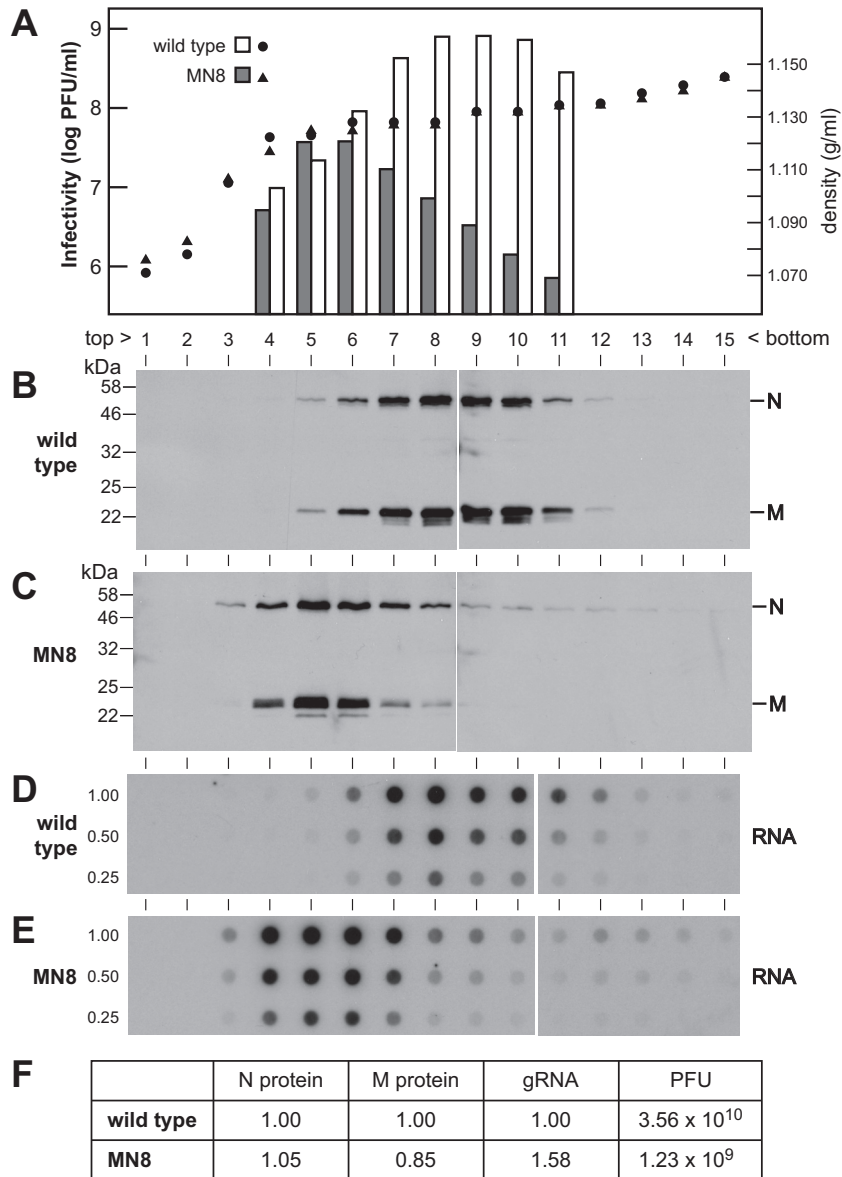 A
Infectivity (log PFU/ml)
9
8
7
6
wild type
MN8
1.150
1.130
1.110
1.090
1.070
density (g/ml)
top > 1 2 3 4 5 6 7 8 9 10 11 12 13 14 15 < bottom
B
kDa
58
46
32
25
22
wild type
N
M
C
kDa
58
46
32
25
22
MN8
N
M
D
wild type
1.00
0.50
0.25
RNA
E
MN8
1.00
0.50
0.25
RNA
F
N protein M protein gRNA PFU
wild type 1.00 1.00 1.00 3.56 x 10¹⁰
MN8 1.05 0.85 1.58 1.23 x 10⁹